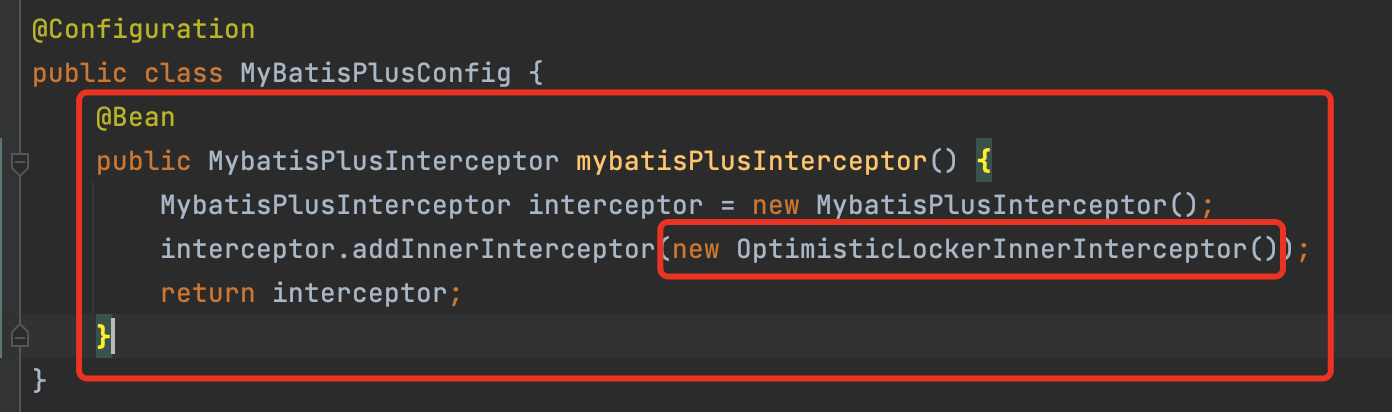 @Configuration
public class MyBatisPlusConfig {
@Bean
public MybatisPlusInterceptor mybatisPlusInterceptor() {
MybatisPlusInterceptor interceptor = new MybatisPlusInterceptor();
interceptor.addInnerInterceptor(new OptimisticLockerInnerInterceptor());
return interceptor;
}
}